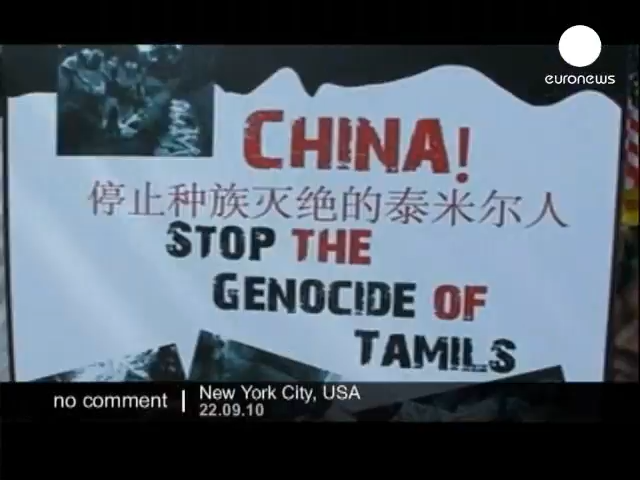 euronews
CHINA!
停止种族灭绝的泰米尔人
STOP THE
GENOCIDE OF
TAMILS
no comment
New York City, USA
22.09.10